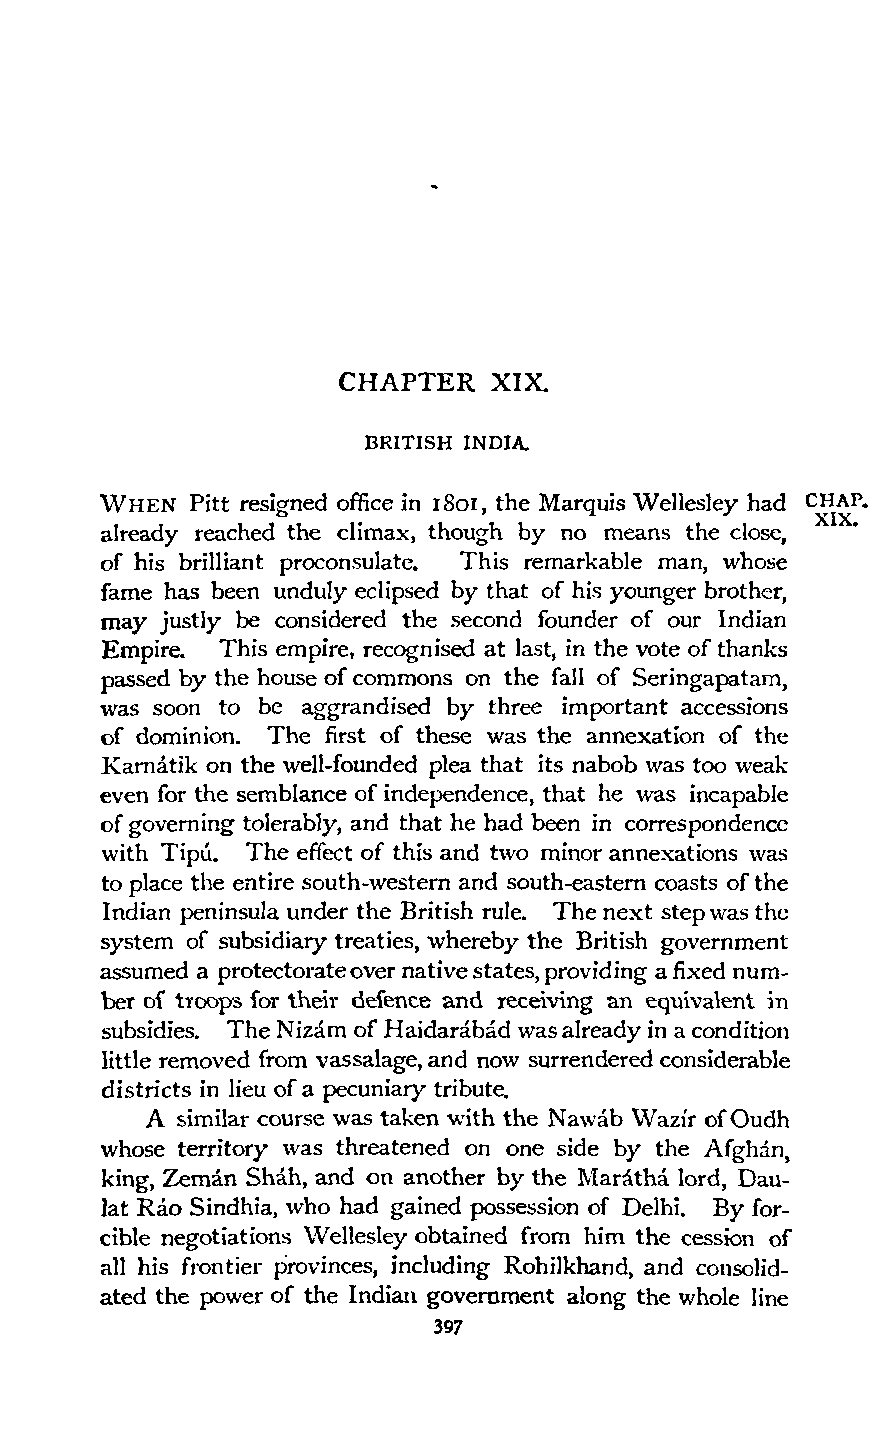 CHAPTER XIX.
BRITISH INDIA.
WHEN Pitt resigned office in 1801, the Marquis Wellesley had CHAP. XIX.
already reached the climax, though by no means the close,
of his brilliant proconsulate. This remarkable man, whose
fame has been unduly eclipsed by that of his younger brother,
may justly be considered the second founder of our Indian
Empire. This empire, recognised at last, in the vote of thanks
passed by the house of commons on the fall of Seringapatam,
was soon to be aggrandised by three important accessions
of dominion. The first of these was the annexation of the
Karnátik on the well-founded plea that its nabob was too weak
even for the semblance of independence, that he was incapable
of governing tolerably, and that he had been in correspondence
with Tipú. The effect of this and two minor annexations was
to place the entire south-western and south-eastern coasts of the
Indian peninsula under the British rule. The next step was the
system of subsidiary treaties, whereby the British government
assumed a protectorate over native states, providing a fixed num-
ber of troops for their defence and receiving an equivalent in
subsidies. The Nizám of Haidarábád was already in a condition
little removed from vassalage, and now surrendered considerable
districts in lieu of a pecuniary tribute.
A similar course was taken with the Nawáb Wazír of Oudh
whose territory was threatened on one side by the Afghán,
king, Zemán Sháh, and on another by the Maráthá lord, Dau-
lat Ráo Sindhia, who had gained possession of Delhi. By for-
cible negotiations Wellesley obtained from him the cession of
all his frontier provinces, including Rohilkhand, and consolid-
ated the power of the Indian government along the whole line
397